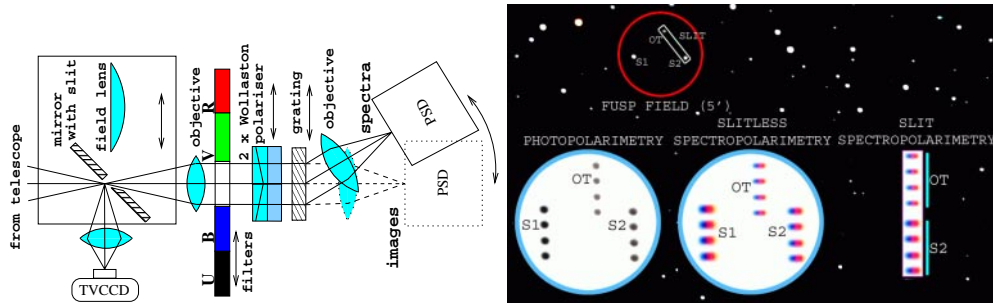 from telescope
mirror
with slit
field lens
TVCCD
objective
U
B
V
R
filters
2 x Wollaston
polariser
grating
objective
spectra
images
PSD
PSD
OT
SLIT
S1
S2
FUSP FIELD (5')
PHOTOPOLARIMETRY
SLITLESS
SPECTROPOLARIMETRY
SLIT
SPECTROPOLARIMETRY
OT
S1
S2
OT
S1
S2
OT
S2